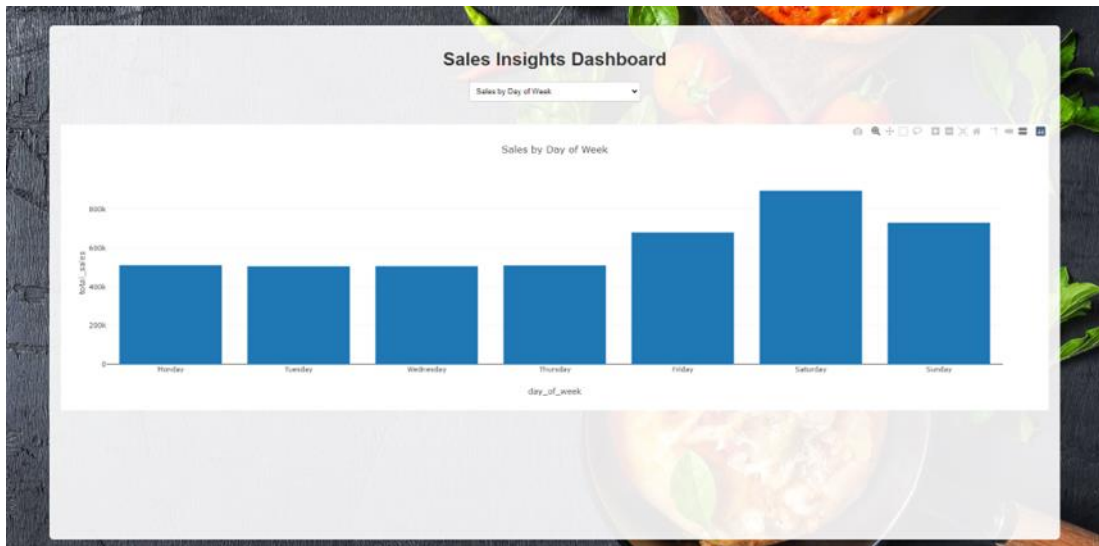 Sales Insights Dashboard
Sales by Day of Week
Sales by Day of Week
800k
600k
400k
200k
0
total_sales
Monday Tuesday Wednesday Thursday Friday Saturday Sunday
day_of_week